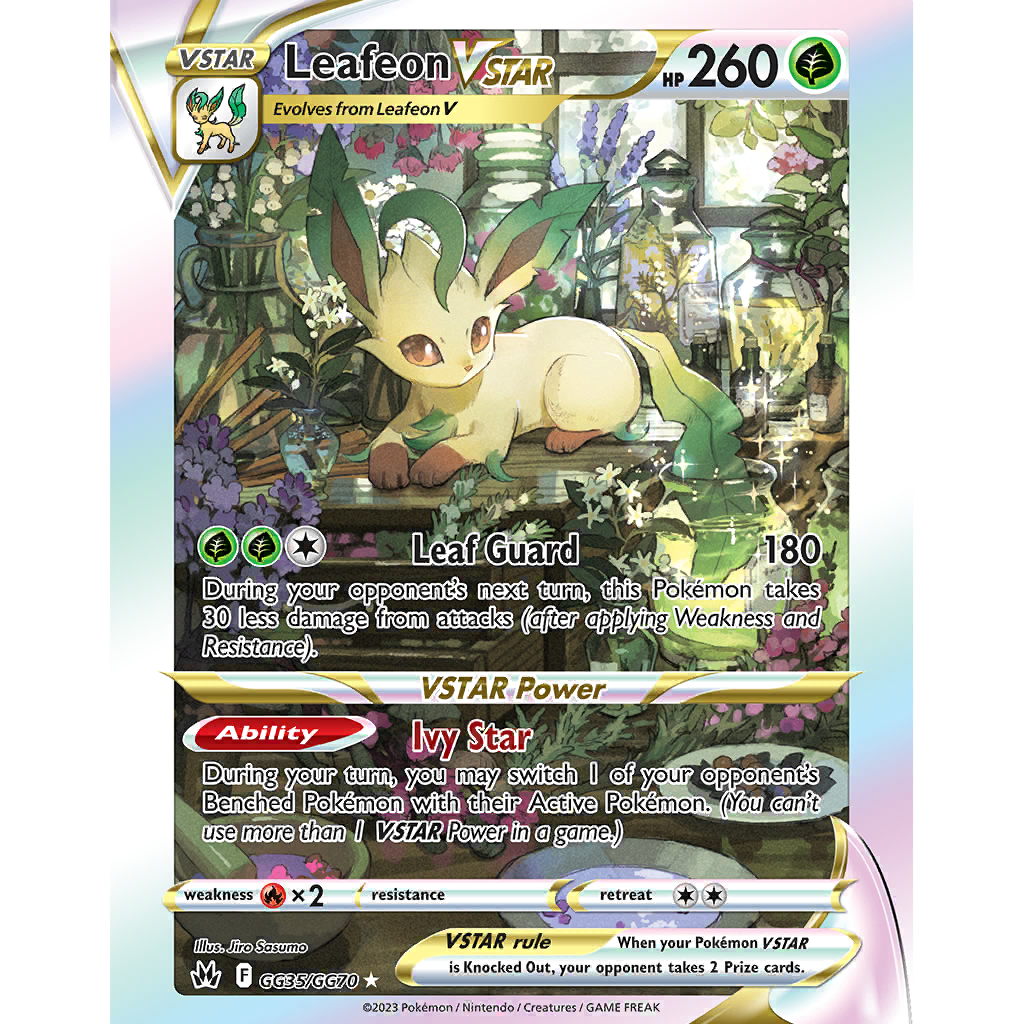 VSTAR
Leafeon VSTAR
HP 260
Evolves from Leafeon V
Leaf Guard 180
During your opponent's next turn, this Pokémon takes
30 less damage from attacks (after applying Weakness and
Resistance).
VSTAR Power
Ability Ivy Star
During your turn, you may switch 1 of your opponent's
Benched Pokémon with their Active Pokémon. (You can't
use more than 1 VSTAR Power in a game.)
weakness ×2 resistance retreat
Illus. Jiro Sasumo
VSTAR rule When your Pokémon VSTAR
is Knocked Out, your opponent takes 2 Prize cards.
F GG35/GG70
©2023 Pokémon / Nintendo / Creatures / GAME FREAK